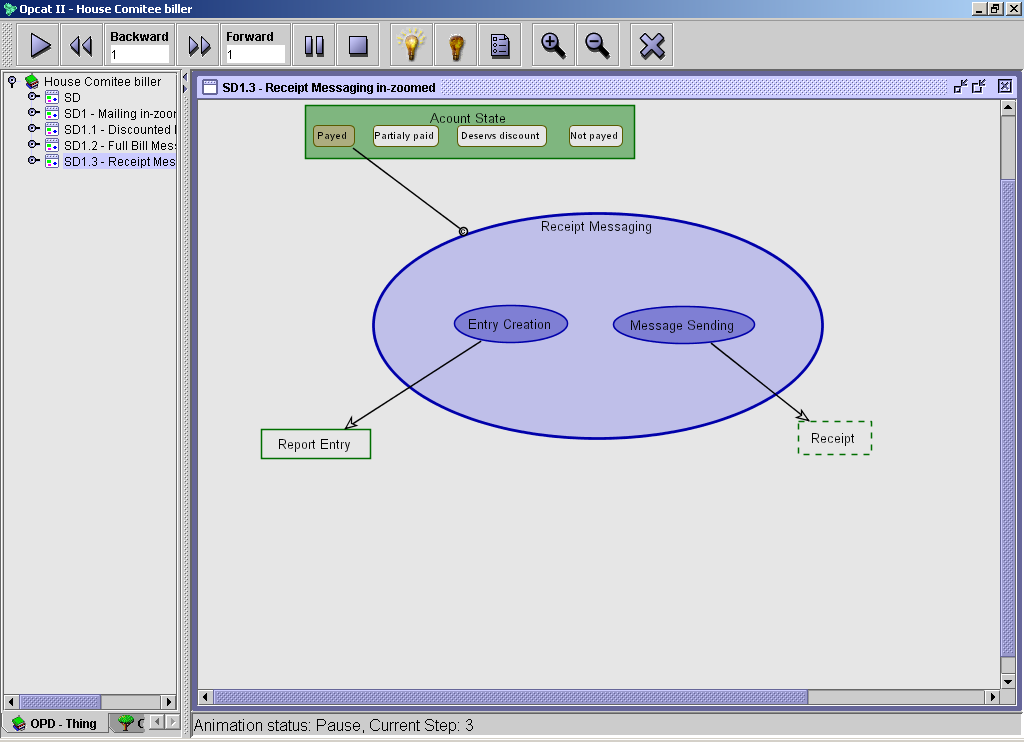 Opcat II - House Comitee biller
Backward
1
Forward
1
House Comitee biller
SD
SD1 - Mailing in-zoor
SD1.1 - Discounted
SD1.2 - Full Bill Mess
SD1.3 - Receipt Mes
SD1.3 - Receipt Messaging in-zoomed
Acount State
Payed Partialy paid Deservs discount Not payed
Receipt Messaging
Entry Creation Message Sending
Report Entry Receipt
OPD - Thing
Animation status: Pause, Current Step: 3